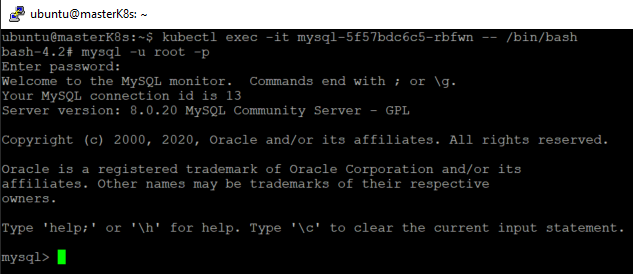 ubuntu@masterK8s: ~
ubuntu@masterK8s:~$ kubectl exec -it mysql-5f57bdc6c5-rbfwn -- /bin/bash
bash-4.2# mysql -u root -p
Enter password:
Welcome to the MySQL monitor.  Commands end with ; or \g.
Your MySQL connection id is 13
Server version: 8.0.20 MySQL Community Server - GPL
Copyright (c) 2000, 2020, Oracle and/or its affiliates. All rights reserved.
Oracle is a registered trademark of Oracle Corporation and/or its
affiliates. Other names may be trademarks of their respective
owners.
Type 'help;' or '\h' for help. Type '\c' to clear the current input statement.
mysql>